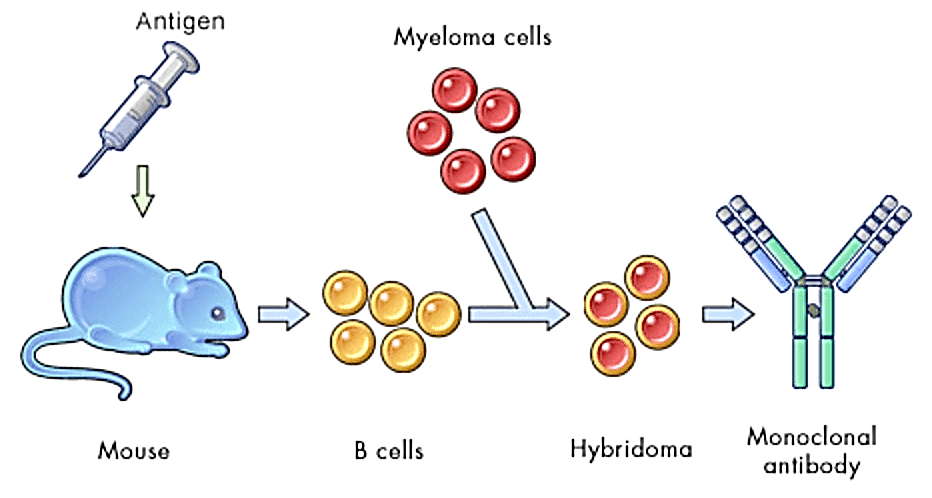 Antigen
Myeloma cells
Mouse
B cells
Hybridoma
Monoclonal
antibody